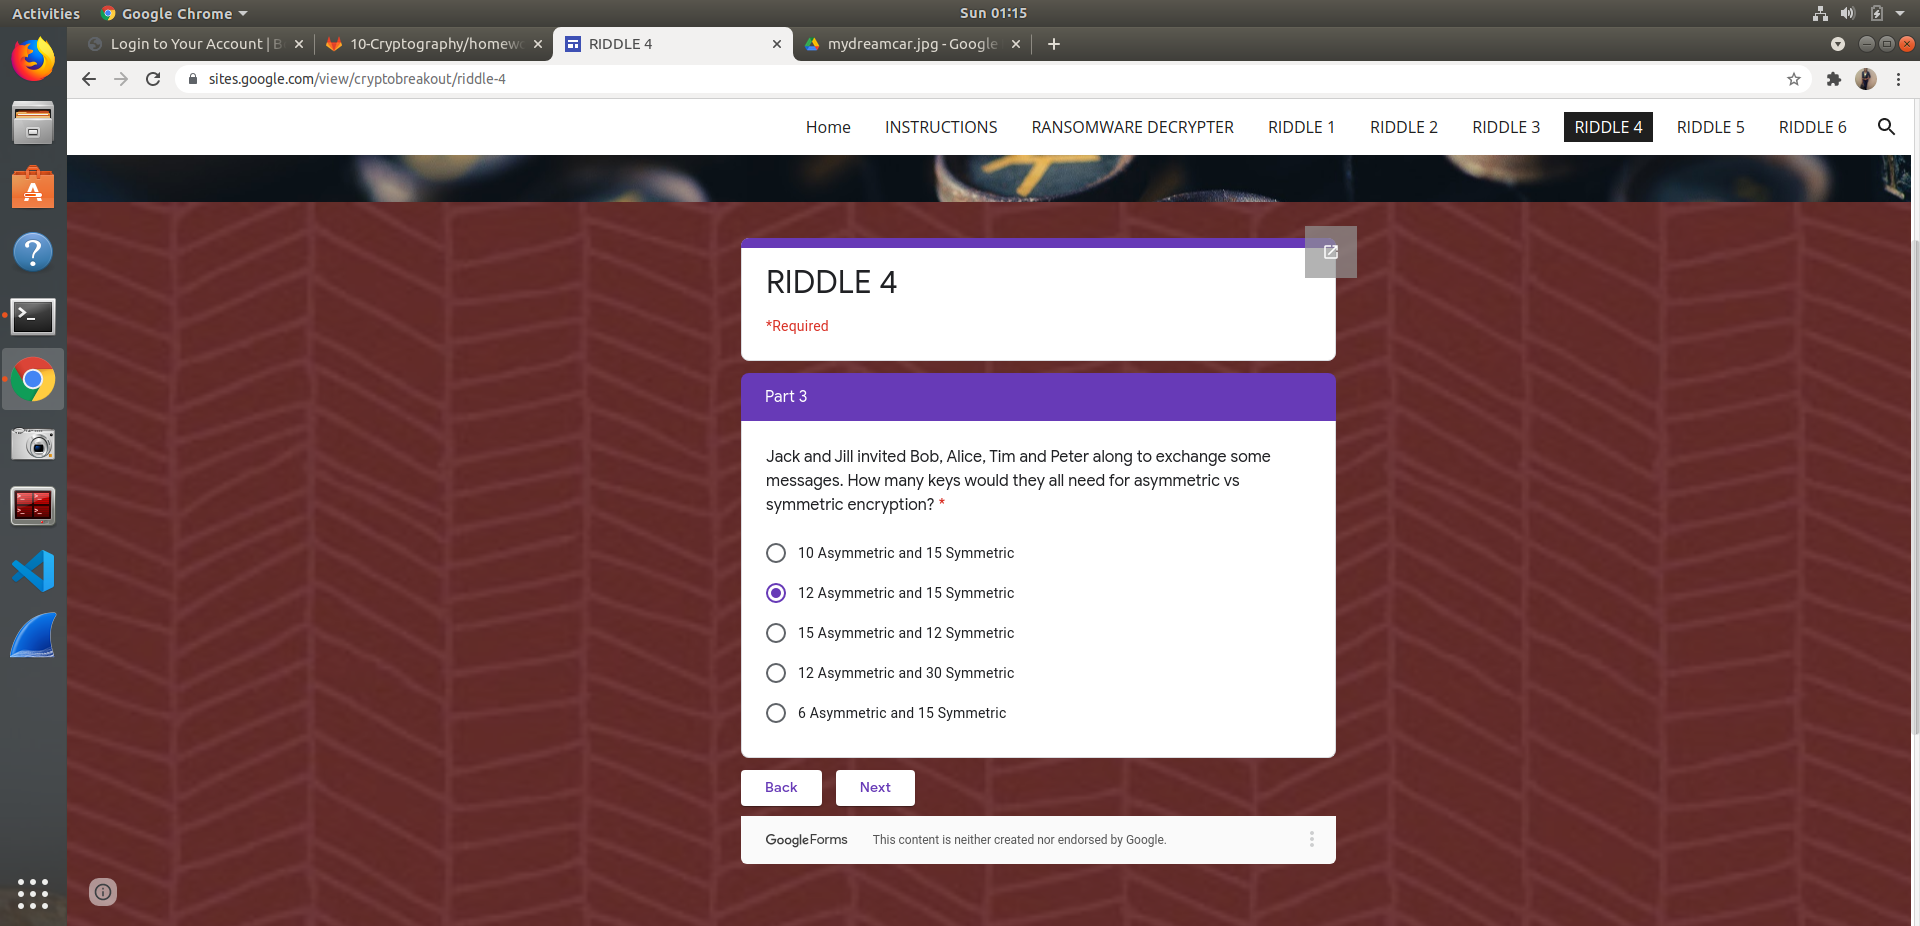 Activities Google Chrome Sun 01:15
Login to Your Account | B 10-Cryptography/homew RIDDLE 4 mydreamcar.jpg - Google
sites.google.com/view/cryptobreakout/riddle-4
Home INSTRUCTIONS RANSOMWARE DECRYPTER RIDDLE 1 RIDDLE 2 RIDDLE 3 RIDDLE 4 RIDDLE 5 RIDDLE 6
RIDDLE 4
*Required
Part 3
Jack and Jill invited Bob, Alice, Tim and Peter along to exchange some
messages. How many keys would they all need for asymmetric vs
symmetric encryption? *
10 Asymmetric and 15 Symmetric
12 Asymmetric and 15 Symmetric
15 Asymmetric and 12 Symmetric
12 Asymmetric and 30 Symmetric
6 Asymmetric and 15 Symmetric
Back Next
Google Forms This content is neither created nor endorsed by Google.